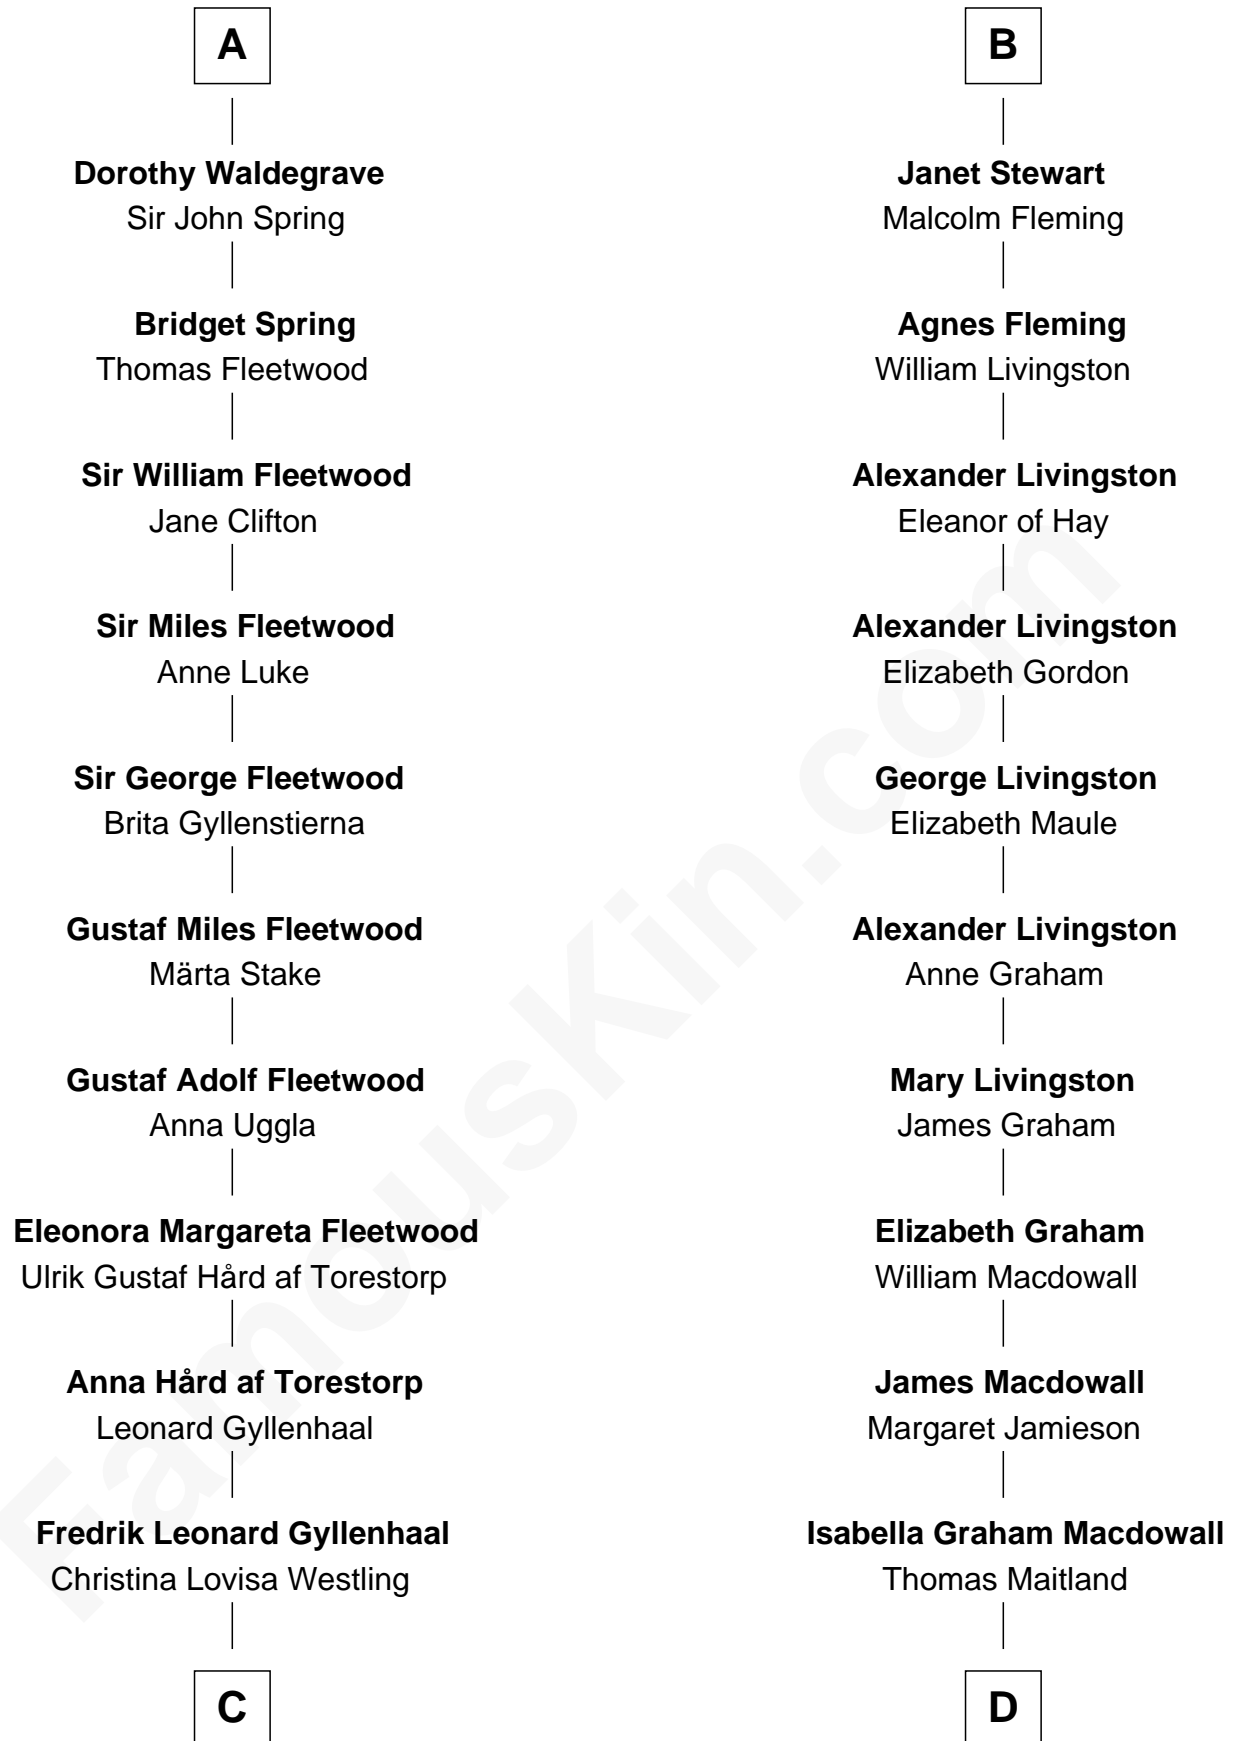 A
Dorothy Waldegrave
Sir John Spring
Bridget Spring
Thomas Fleetwood
Sir William Fleetwood
Jane Clifton
Sir Miles Fleetwood
Anne Luke
Sir George Fleetwood
Brita Gyllenstierna
Gustaf Miles Fleetwood
Märta Stake
Gustaf Adolf Fleetwood
Anna Uggla
Eleonora Margareta Fleetwood
Ulrik Gustaf Hård af Torestorp
Anna Hård af Torestorp
Leonard Gyllenhaal
Fredrik Leonard Gyllenhaal
Christina Lovisa Westling
C
B
Janet Stewart
Malcolm Fleming
Agnes Fleming
William Livingston
Alexander Livingston
Eleanor of Hay
Alexander Livingston
Elizabeth Gordon
George Livingston
Elizabeth Maule
Alexander Livingston
Anne Graham
Mary Livingston
James Graham
Elizabeth Graham
William Macdowall
James Macdowall
Margaret Jamieson
Isabella Graham Macdowall
Thomas Maitland
D
FamousKin.com